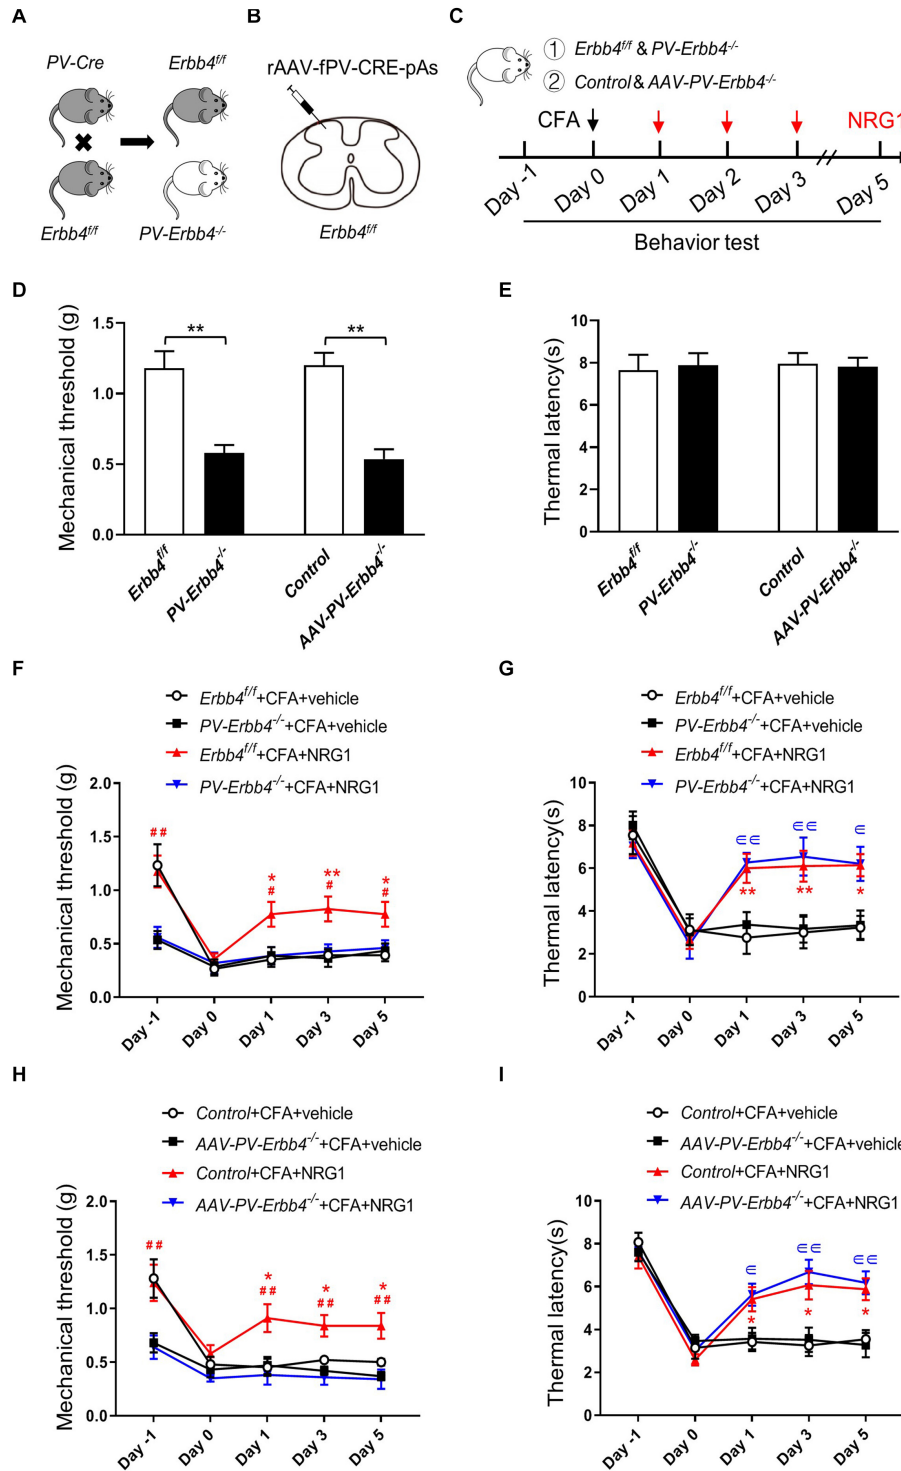 A
B
C
PV-Cre
Erbb4f/f
Erbb4f/f
PV-Erbb4-/-
rAAV-fPV-CRE-pAs
Erbb4f/f
① Erbb4f/f & PV-Erbb4-/-
② Control & AAV-PV-Erbb4-/-
CFA
NRG1
Day -1
Day 0
Day 1
Day 2
Day 3
Day 5
Behavior test
D
Mechanical threshold (g)
1.5
1.0
0.5
0.0
**
**
Erbb4f/f
PV-Erbb4-/-
Control
AAV-PV-Erbb4-/-
E
Thermal latency(s)
10
8
6
4
2
0
Erbb4f/f
PV-Erbb4-/-
Control
AAV-PV-Erbb4-/-
F
Erbb4f/f+CFA+vehicle
PV-Erbb4-/-+CFA+vehicle
Erbb4f/f+CFA+NRG1
PV-Erbb4-/-+CFA+NRG1
Mechanical threshold (g)
2.0
1.5
1.0
0.5
0.0
##
*
#
**
#
*
#
Day -1
Day 0
Day 1
Day 3
Day 5
G
Erbb4f/f+CFA+vehicle
PV-Erbb4-/-+CFA+vehicle
Erbb4f/f+CFA+NRG1
PV-Erbb4-/-+CFA+NRG1
Thermal latency(s)
10
8
6
4
2
0
∈∈
∈∈
∈
**
**
*
Day -1
Day 0
Day 1
Day 3
Day 5
H
Control+CFA+vehicle
AAV-PV-Erbb4-/-+CFA+vehicle
Control+CFA+NRG1
AAV-PV-Erbb4-/-+CFA+NRG1
Mechanical threshold (g)
2.0
1.5
1.0
0.5
0.0
##
*
##
*
##
*
##
Day -1
Day 0
Day 1
Day 3
Day 5
I
Control+CFA+vehicle
AAV-PV-Erbb4-/-+CFA+vehicle
Control+CFA+NRG1
AAV-PV-Erbb4-/-+CFA+NRG1
Thermal latency(s)
10
8
6
4
2
0
∈
∈∈
∈∈
*
*
*
Day -1
Day 0
Day 1
Day 3
Day 5